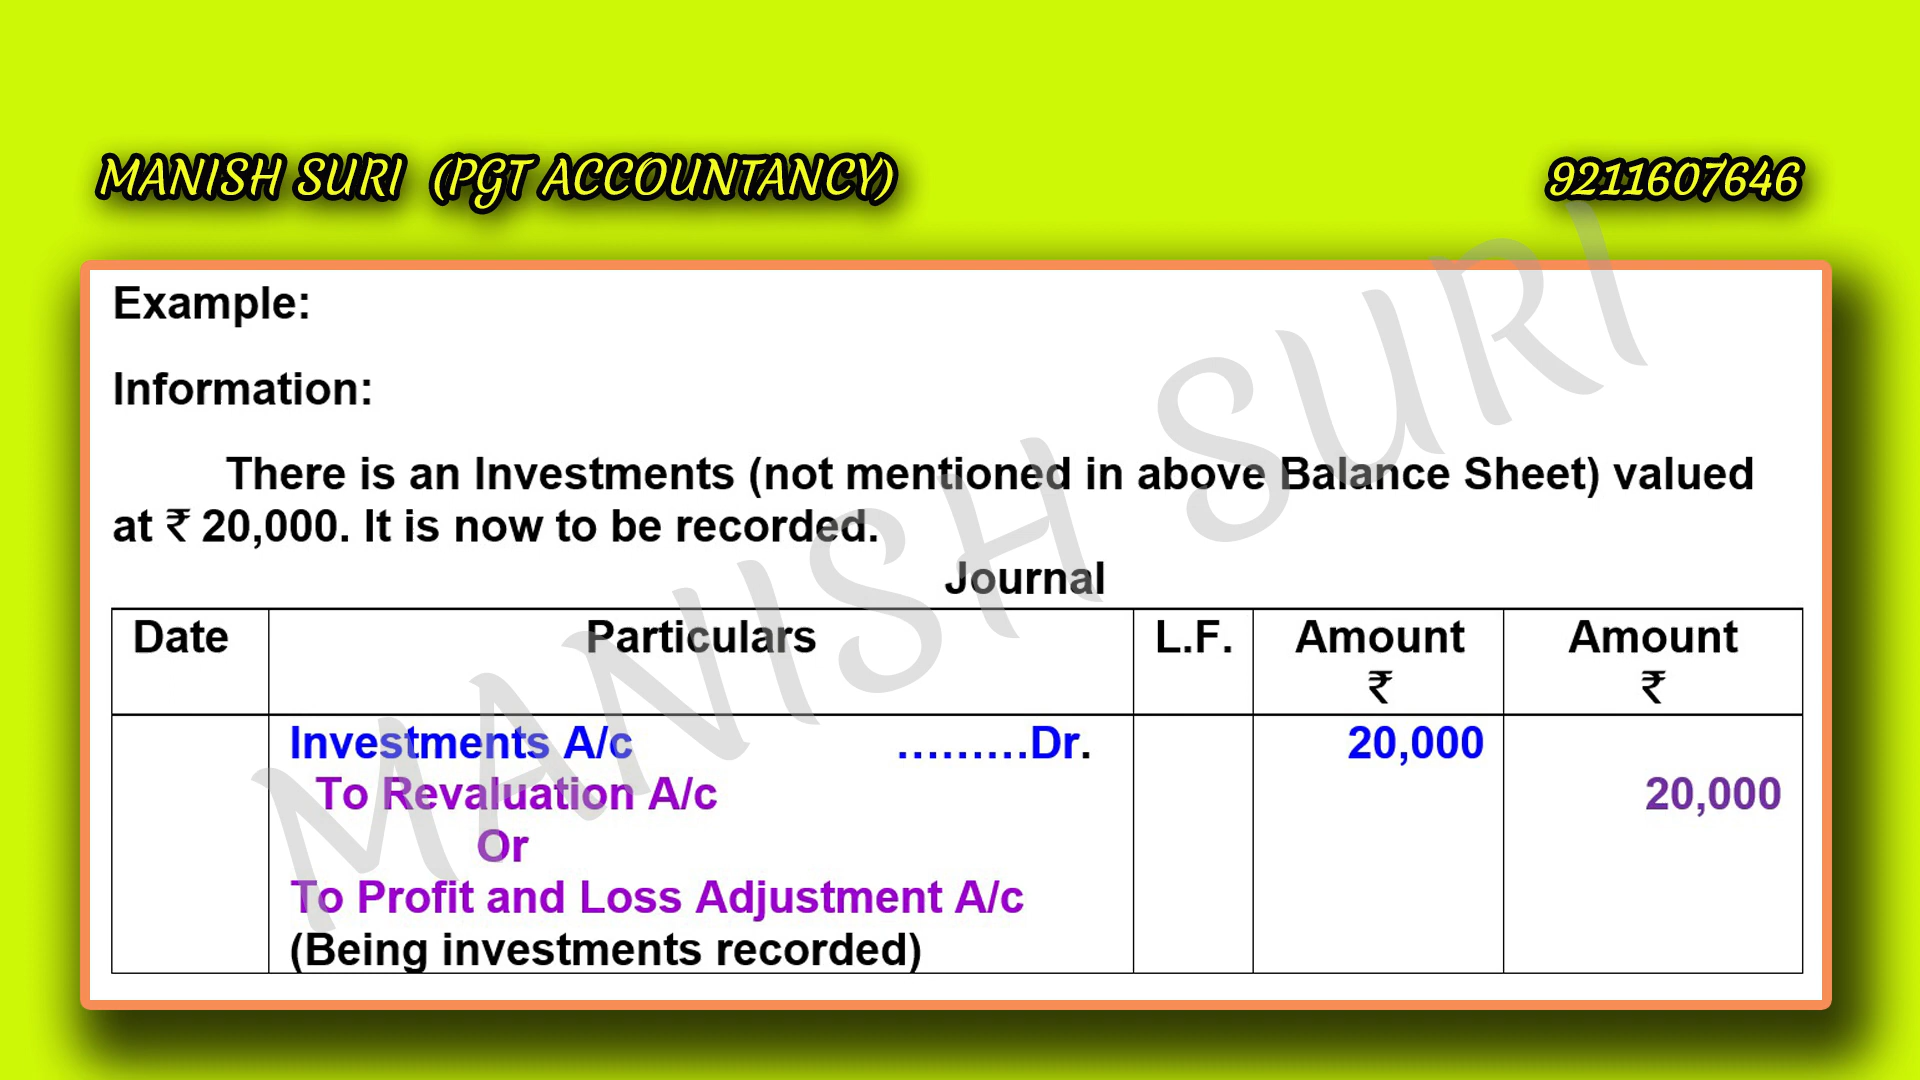 MANISH SURI (PGT ACCOUNTANCY) 9211607646
Example:
Information:
There is an Investments (not mentioned in above Balance Sheet) valued
at ₹ 20,000. It is now to be recorded.
Journal
Date Particulars L.F. Amount Amount
₹ ₹
Investments A/c .........Dr. 20,000
To Revaluation A/c 20,000
Or
To Profit and Loss Adjustment A/c
(Being investments recorded)
MANISH SURI